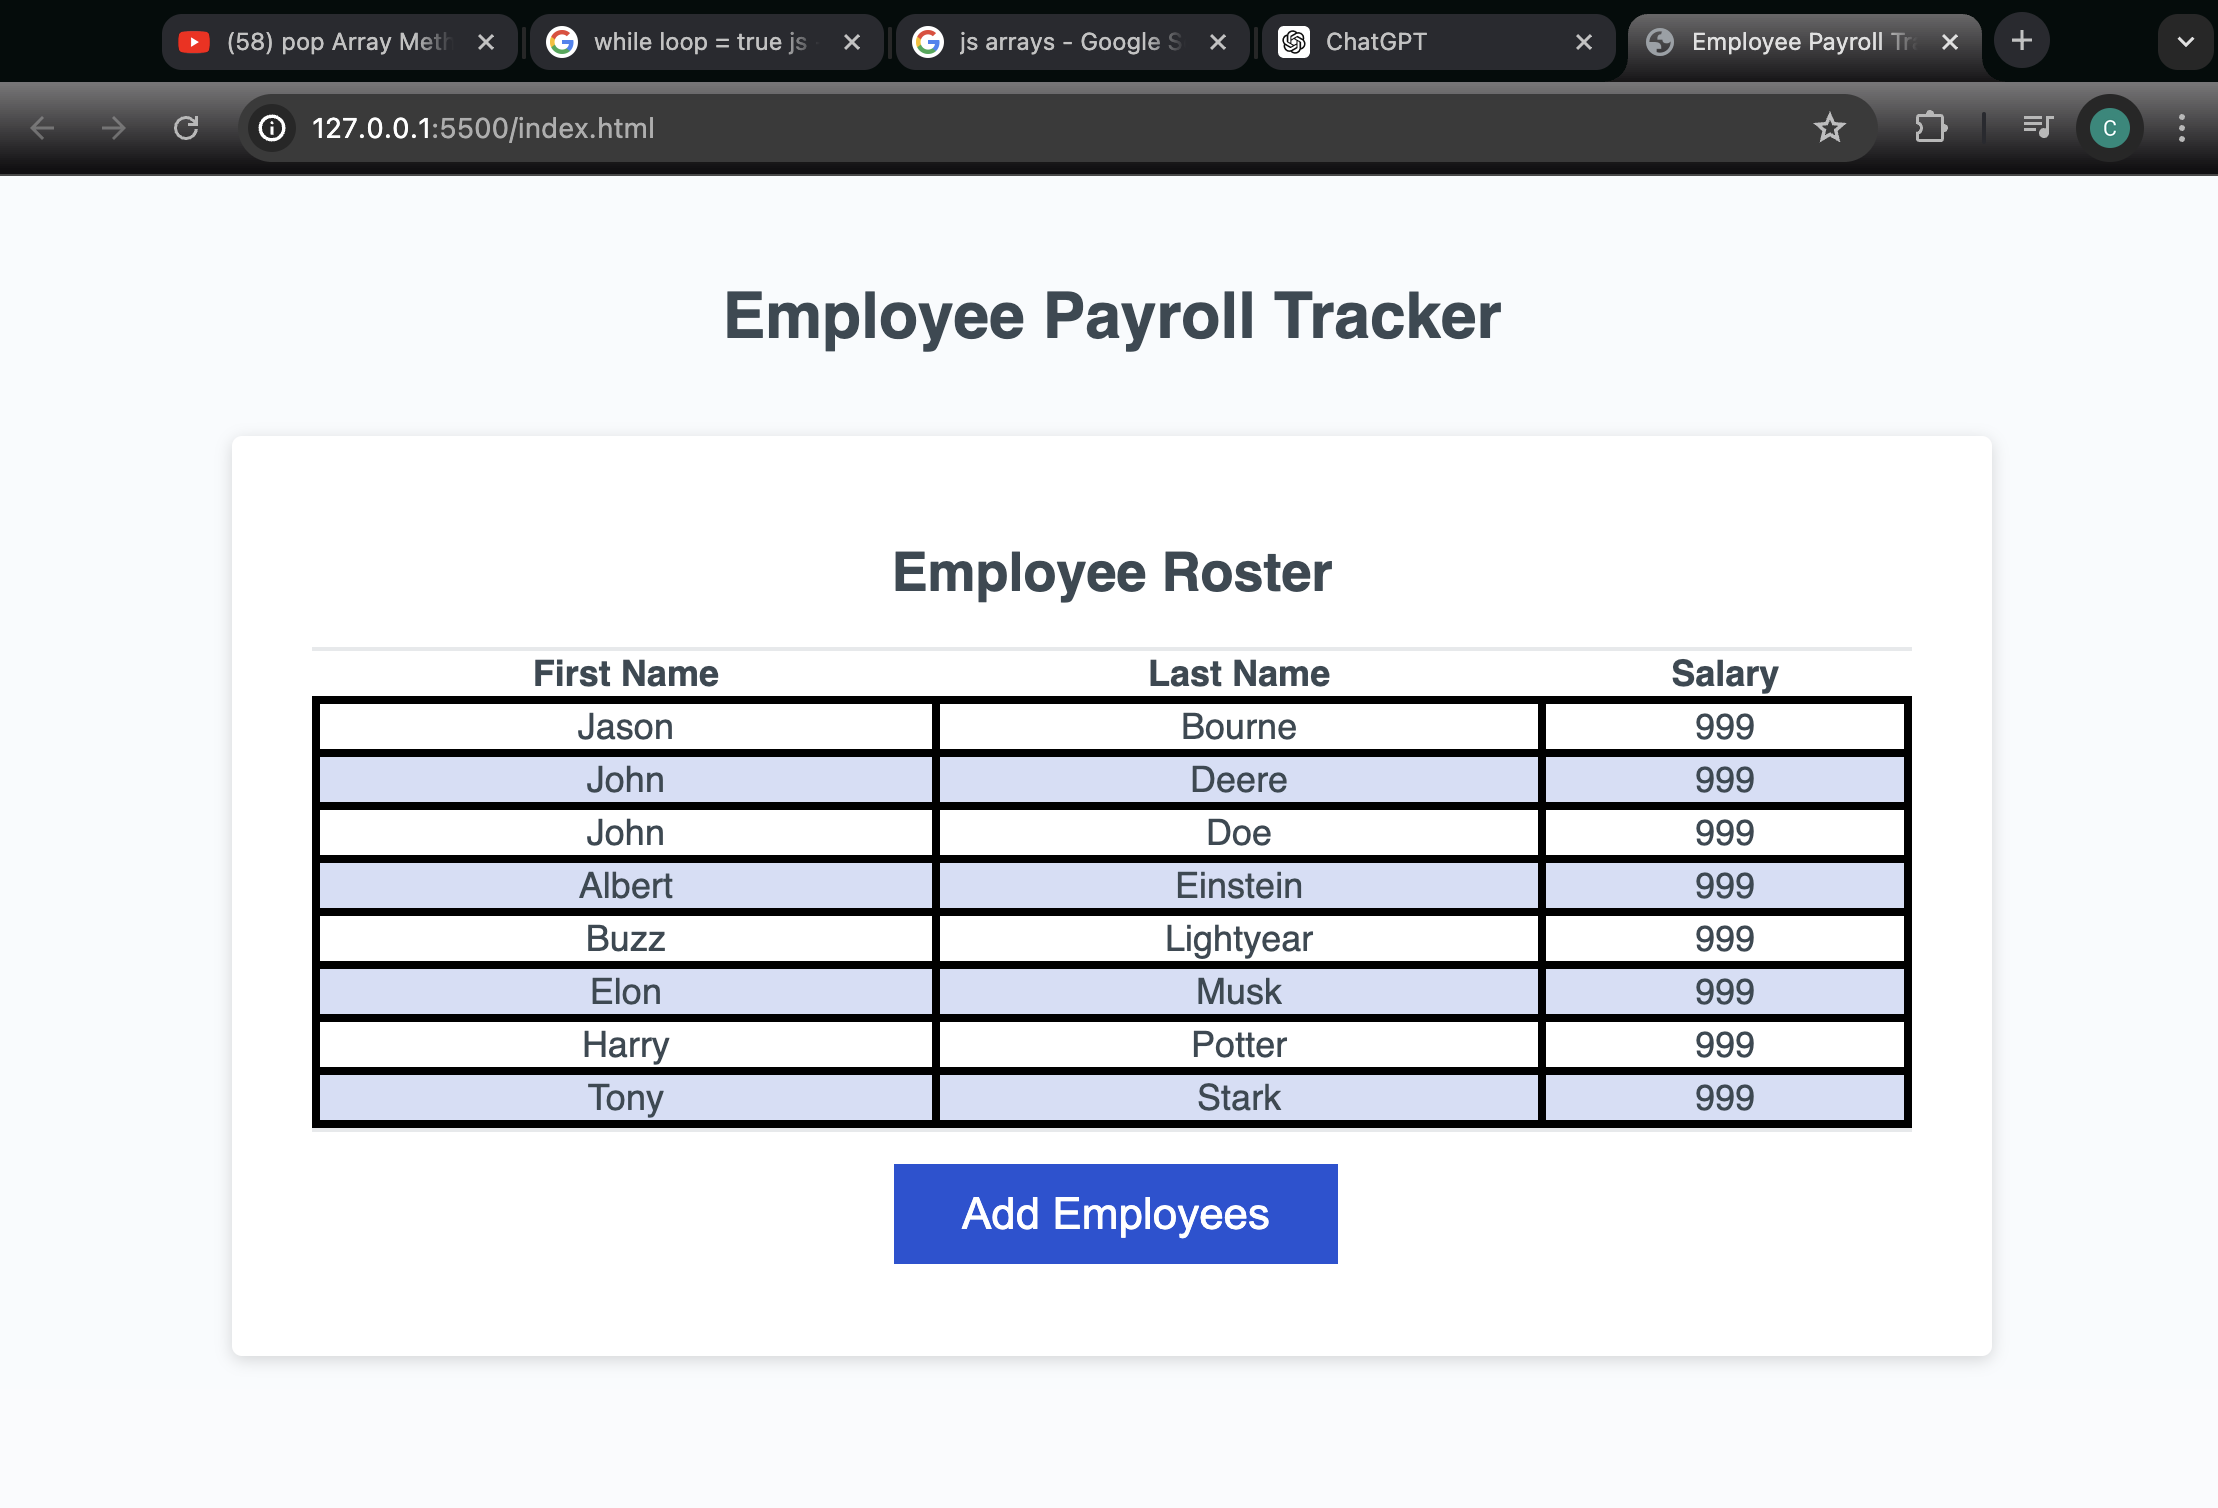 (58) pop Array Meth
while loop = true js
js arrays - Google S
ChatGPT
Employee Payroll Tr
127.0.0.1:5500/index.html
C
Employee Payroll Tracker
Employee Roster
First Name Last Name Salary
Jason Bourne 999
John Deere 999
John Doe 999
Albert Einstein 999
Buzz Lightyear 999
Elon Musk 999
Harry Potter 999
Tony Stark 999
Add Employees